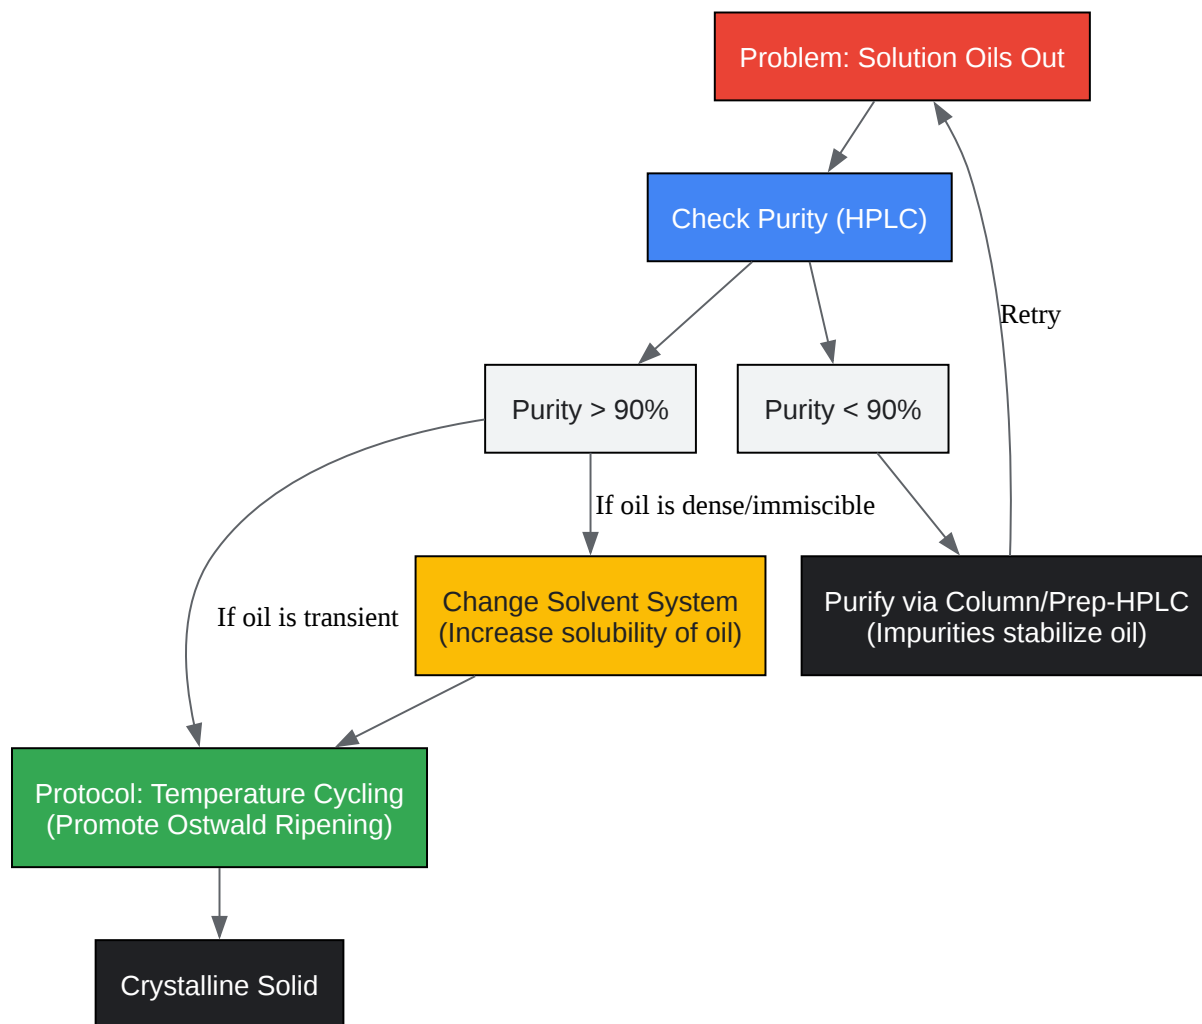 Problem: Solution Oils Out
Check Purity (HPLC)
Retry
Purity > 90%
Purity < 90%
If oil is dense/immiscible
Change Solvent System
(Increase solubility of oil)
Purify via Column/Prep-HPLC
(Impurities stabilize oil)
If oil is transient
Protocol: Temperature Cycling
(Promote Ostwald Ripening)
Crystalline Solid